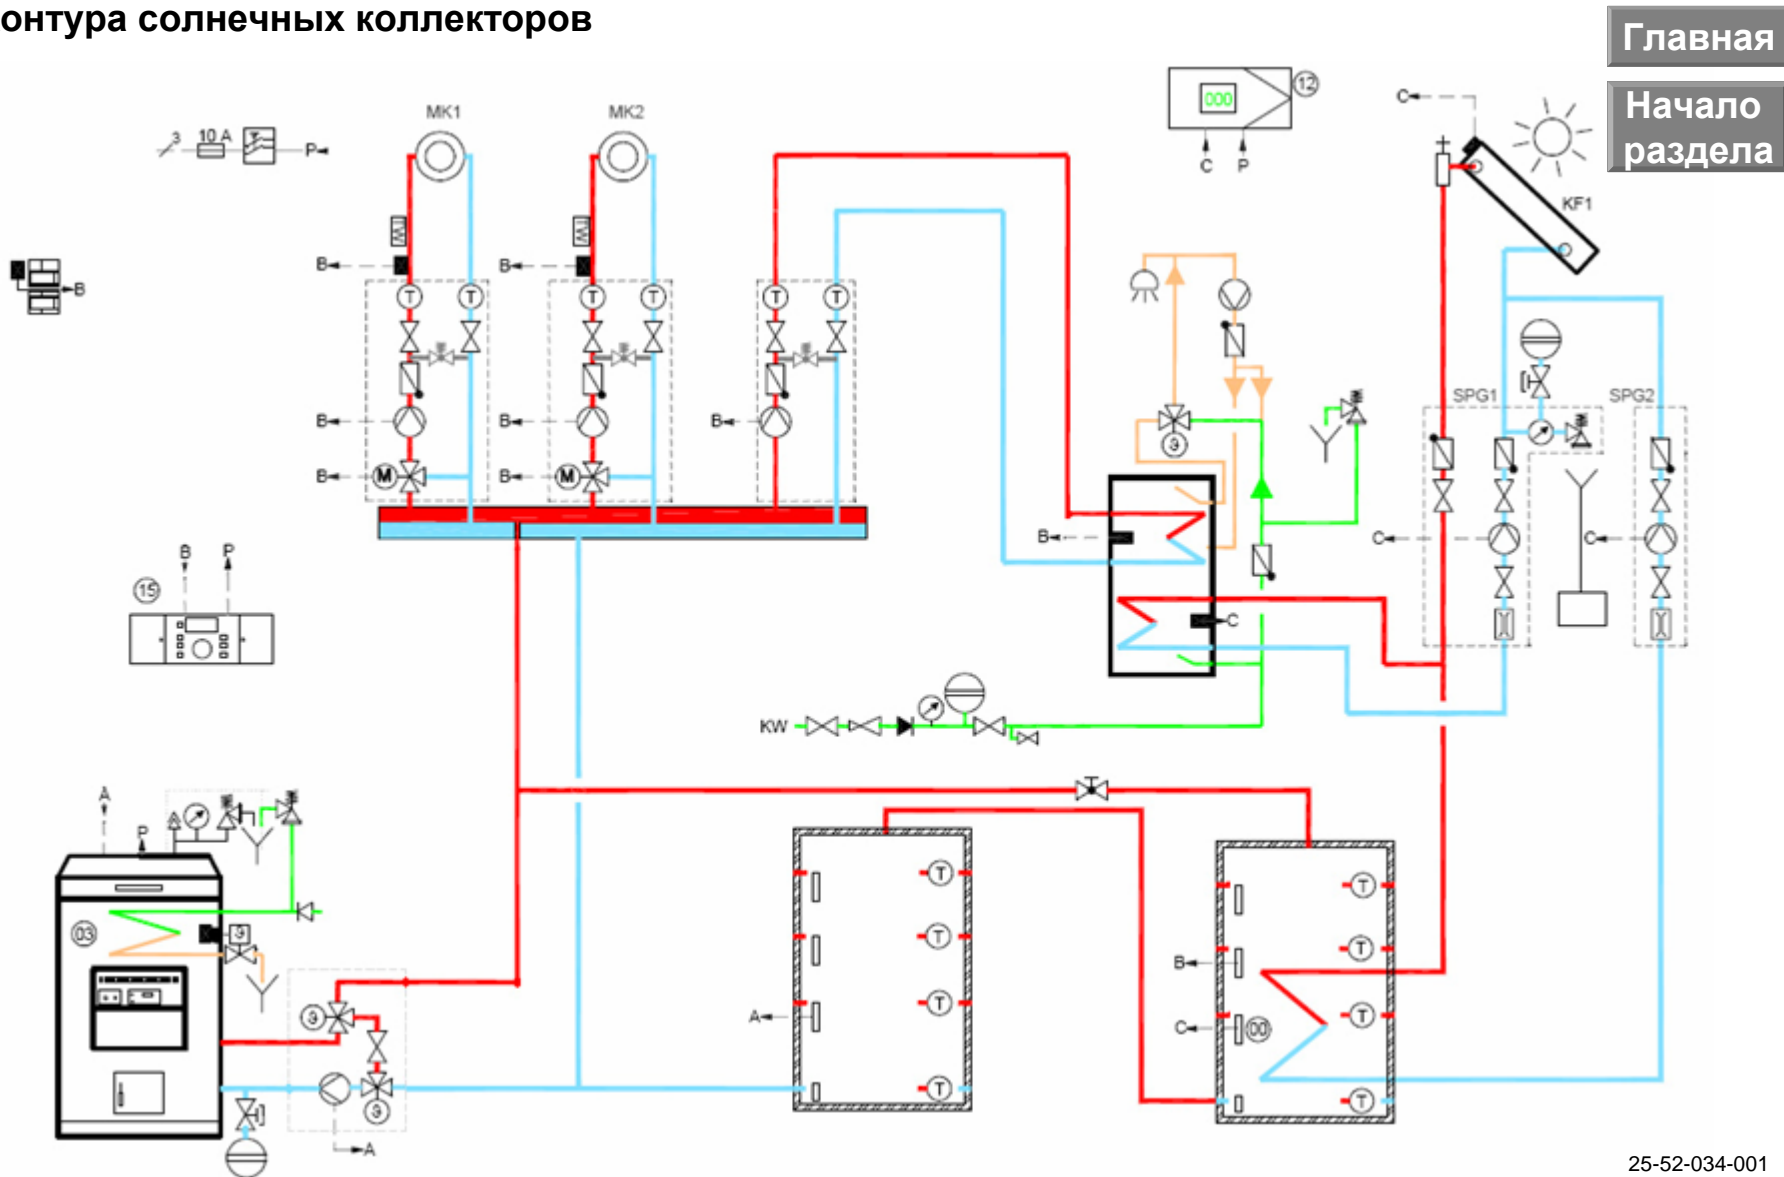 онтура солнечных коллекторов
Главная
Начало
раздела
MK1
MK2
3
10 A
P
000
12
C
P
C
KF1
B
B
B
T
T
T
T
T
T
B
B
B
M
B
B
M
B
SPG1
SPG2
Э
B
C
C
C
B
P
15
KW
A
P
03
Э
Э
Э
A
T
T
T
T
A
T
T
T
T
B
C
00
25-52-034-001